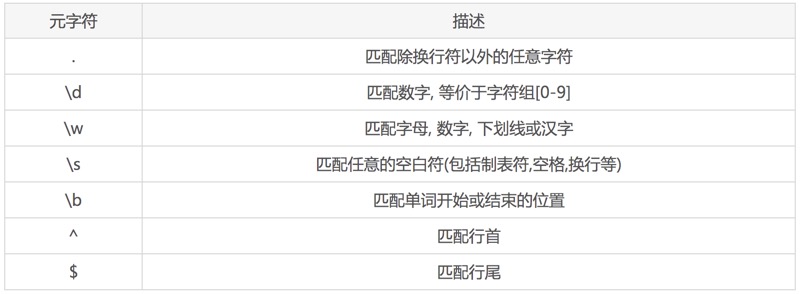 元字符 描述
. 匹配除换行符以外的任意字符
\d 匹配数字, 等价于字符组[0-9]
\w 匹配字母, 数字, 下划线或汉字
\s 匹配任意的空白符(包括制表符,空格,换行等)
\b 匹配单词开始或结束的位置
^ 匹配行首
$ 匹配行尾